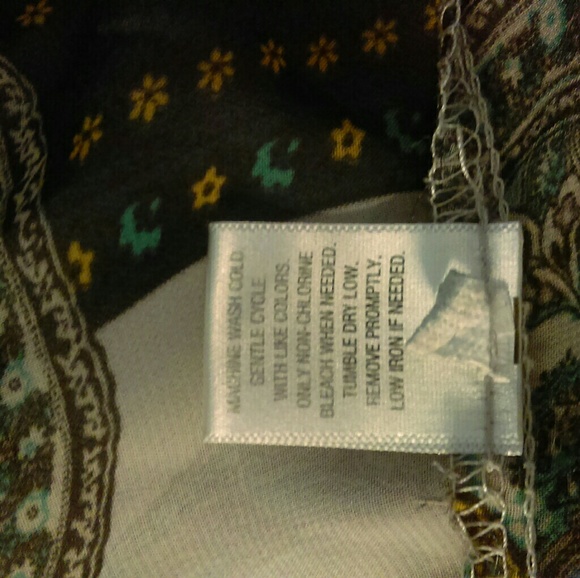 MACHINE WASH COLD
GENTLE CYCLE.
WITH LIKE COLORS.
ONLY NON-CHLORINE
BLEACH WHEN NEEDED.
TUMBLE DRY LOW.
REMOVE PROMPTLY.
LOW IRON IF NEEDED.